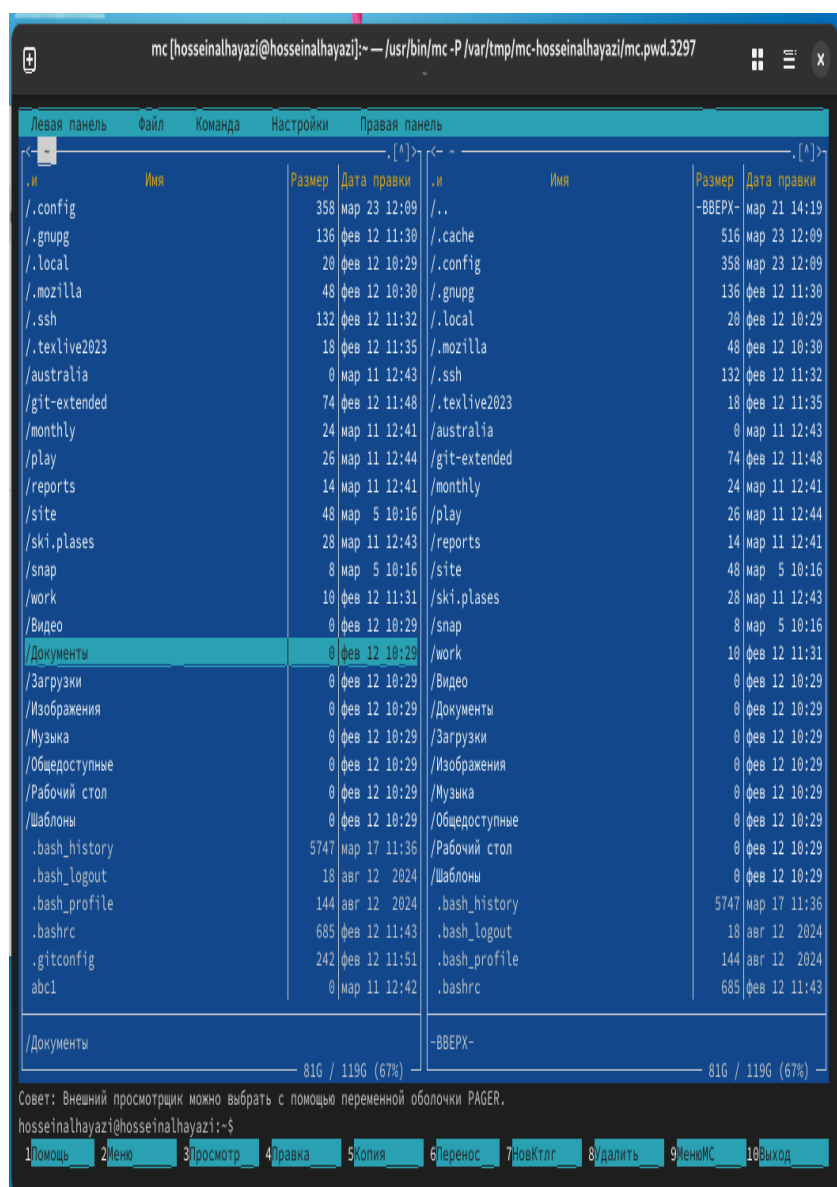 mc [hosseinalhayazi@hosseinalhayazi]:~ — /usr/bin/mc -P /var/tmp/mc-hosseinalhayazi/mc.pwd.3297
~
Левая панель Файл Команда Настройки Правая панель
<- ~ .[^]> <- ~ .[^]>
.и Имя Размер Дата правки .и Имя Размер Дата правки
/.config 358 мар 23 12:09 /.. -ВВЕРХ- мар 21 14:19
/.gnupg 136 фев 12 11:30 /.cache 516 мар 23 12:09
/.local 20 фев 12 10:29 /.config 358 мар 23 12:09
/.mozilla 48 фев 12 10:30 /.gnupg 136 фев 12 11:30
/.ssh 132 фев 12 11:32 /.local 20 фев 12 10:29
/.texlive2023 18 фев 12 11:35 /.mozilla 48 фев 12 10:30
/australia 0 мар 11 12:43 /.ssh 132 фев 12 11:32
/git-extended 74 фев 12 11:48 /.texlive2023 18 фев 12 11:35
/monthly 24 мар 11 12:41 /australia 0 мар 11 12:43
/play 26 мар 11 12:44 /git-extended 74 фев 12 11:48
/reports 14 мар 11 12:41 /monthly 24 мар 11 12:41
/site 48 мар 5 10:16 /play 26 мар 11 12:44
/ski.plases 28 мар 11 12:43 /reports 14 мар 11 12:41
/snap 8 мар 5 10:16 /site 48 мар 5 10:16
/work 10 фев 12 11:31 /ski.plases 28 мар 11 12:43
/Видео 0 фев 12 10:29 /snap 8 мар 5 10:16
/Документы 0 фев 12 10:29 /work 10 фев 12 11:31
/Загрузки 0 фев 12 10:29 /Видео 0 фев 12 10:29
/Изображения 0 фев 12 10:29 /Документы 0 фев 12 10:29
/Музыка 0 фев 12 10:29 /Загрузки 0 фев 12 10:29
/Общедоступные 0 фев 12 10:29 /Изображения 0 фев 12 10:29
/Рабочий стол 0 фев 12 10:29 /Музыка 0 фев 12 10:29
/Шаблоны 0 фев 12 10:29 /Общедоступные 0 фев 12 10:29
.bash_history 5747 мар 17 11:36 /Рабочий стол 0 фев 12 10:29
.bash_logout 18 авг 12 2024 /Шаблоны 0 фев 12 10:29
.bash_profile 144 авг 12 2024 .bash_history 5747 мар 17 11:36
.bashrc 685 фев 12 11:43 .bash_logout 18 авг 12 2024
.gitconfig 242 фев 12 11:51 .bash_profile 144 авг 12 2024
abc1 0 мар 11 12:42 .bashrc 685 фев 12 11:43
/Документы -ВВЕРХ-
81G / 119G (67%) 81G / 119G (67%)
Совет: Внешний просмотрщик можно выбрать с помощью переменной оболочки PAGER.
hosseinalhayazi@hosseinalhayazi:~$
1Помощь 2Меню 3Просмотр 4Правка 5Копия 6Перенос 7НовКтлг 8Удалить 9МенюМС 10Выход